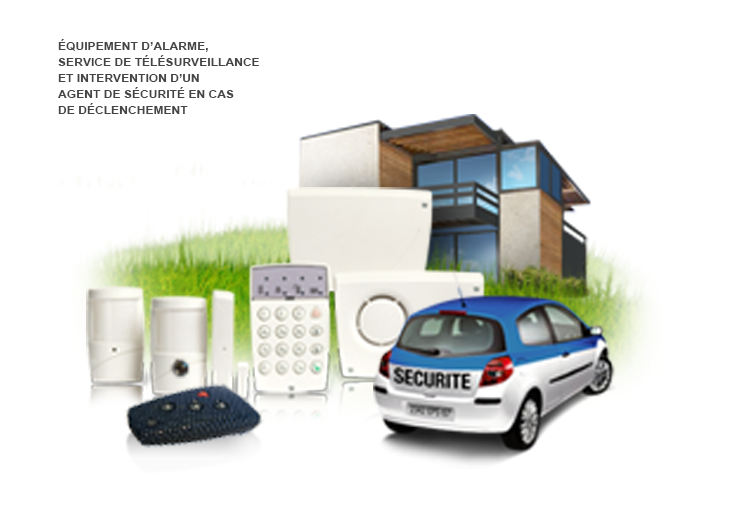 ÉQUIPEMENT D'ALARME,
SERVICE DE TÉLÉSURVEILLANCE
ET INTERVENTION D'UN
AGENT DE SÉCURITÉ EN CAS
DE DÉCLENCHEMENT
SECURITE